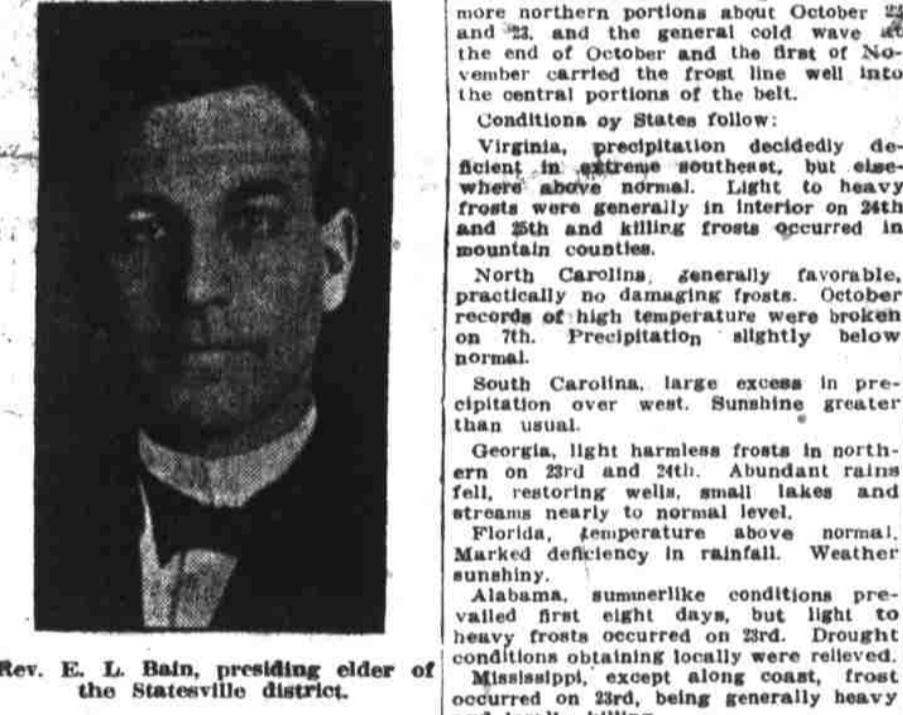 Rev. E. L. Bain, presiding elder of
the Statesville district.
more northern portions about October 22
and 23, and the general cold wave at
the end of October and the first of No-
vember carried the frost line well into
the central portions of the belt.
Conditions oy States follow:
Virginia, precipitation decidedly de-
ficient in extreme southeast, but else-
where above normal. Light to heavy
frosts were generally in interior on 24th
and 25th and killing frosts occurred in
mountain counties.
North Carolina, generally favorable,
practically no damaging frosts. October
records of high temperature were broken
on 7th. Precipitation slightly below
normal.
South Carolina, large excess in pre-
cipitation over west. Sunshine greater
than usual.
Georgia, light harmless frosts in north-
ern on 23rd and 24th. Abundant rains
fell, restoring wells, small lakes and
streams nearly to normal level.
Florida, temperature above normal.
Marked deficiency in rainfall. Weather
sunshiny.
Alabama, summerlike conditions pre-
vailed first eight days, but light to
heavy frosts occurred on 23rd. Drought
conditions obtaining locally were relieved.
Mississippi, except along coast, frost
occurred on 23rd, being generally heavy